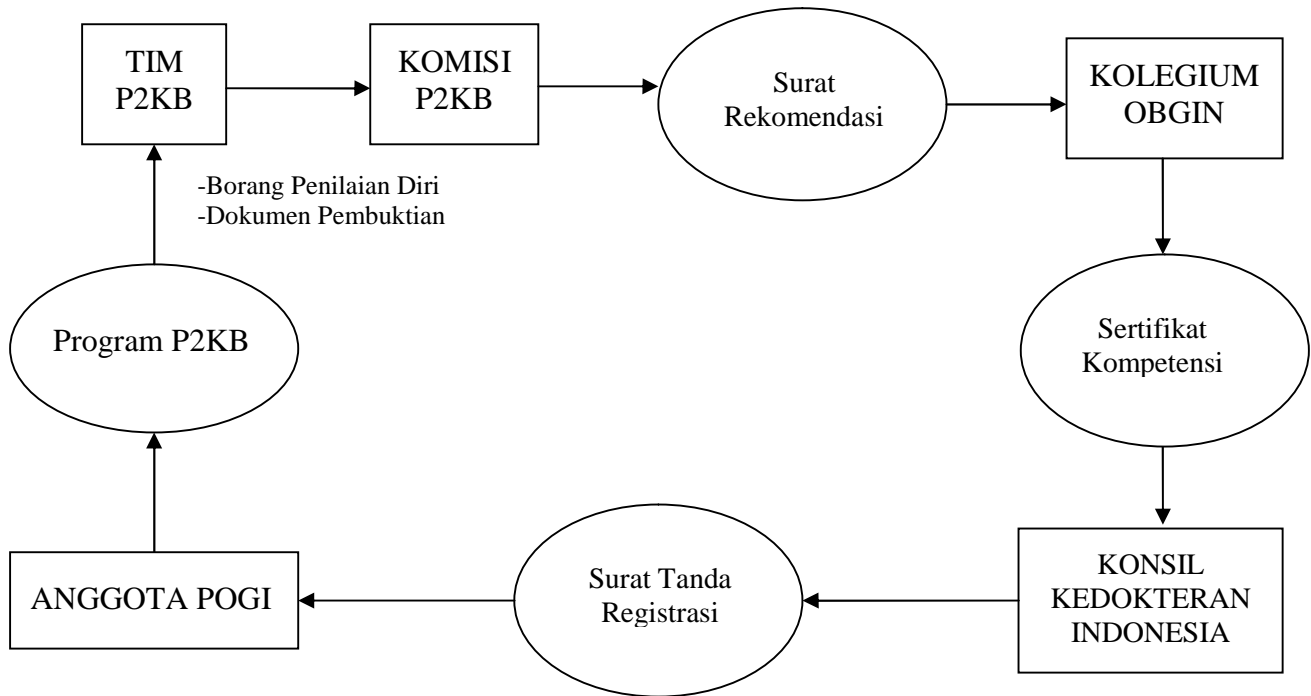 TIM
P2KB
KOMISI
P2KB
Surat
Rekomendasi
KOLEGIUM
OBGIN
-Borang Penilaian Diri
-Dokumen Pembuktian
Program P2KB
Sertifikat
Kompetensi
ANGGOTA POGI
Surat Tanda
Registrasi
KONSIL
KEDOKTERAN
INDONESIA